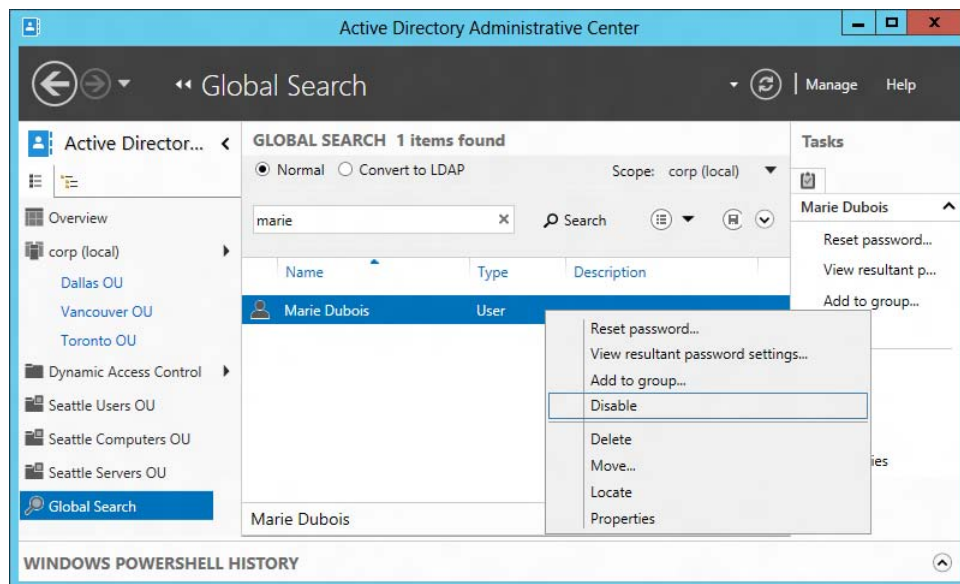 Active Directory Administrative Center
Global Search
Manage Help
Active Director...
Overview
corp (local)
Dallas OU
Vancouver OU
Toronto OU
Dynamic Access Control
Seattle Users OU
Seattle Computers OU
Seattle Servers OU
Global Search
GLOBAL SEARCH 1 items found
Normal Convert to LDAP Scope: corp (local)
marie Search
Name Type Description
Marie Dubois User
Reset password...
View resultant password settings...
Add to group...
Disable
Delete
Move...
Locate
Properties
Marie Dubois
Tasks
Marie Dubois
Reset password...
View resultant p...
Add to group...
ies
WINDOWS POWERSHELL HISTORY